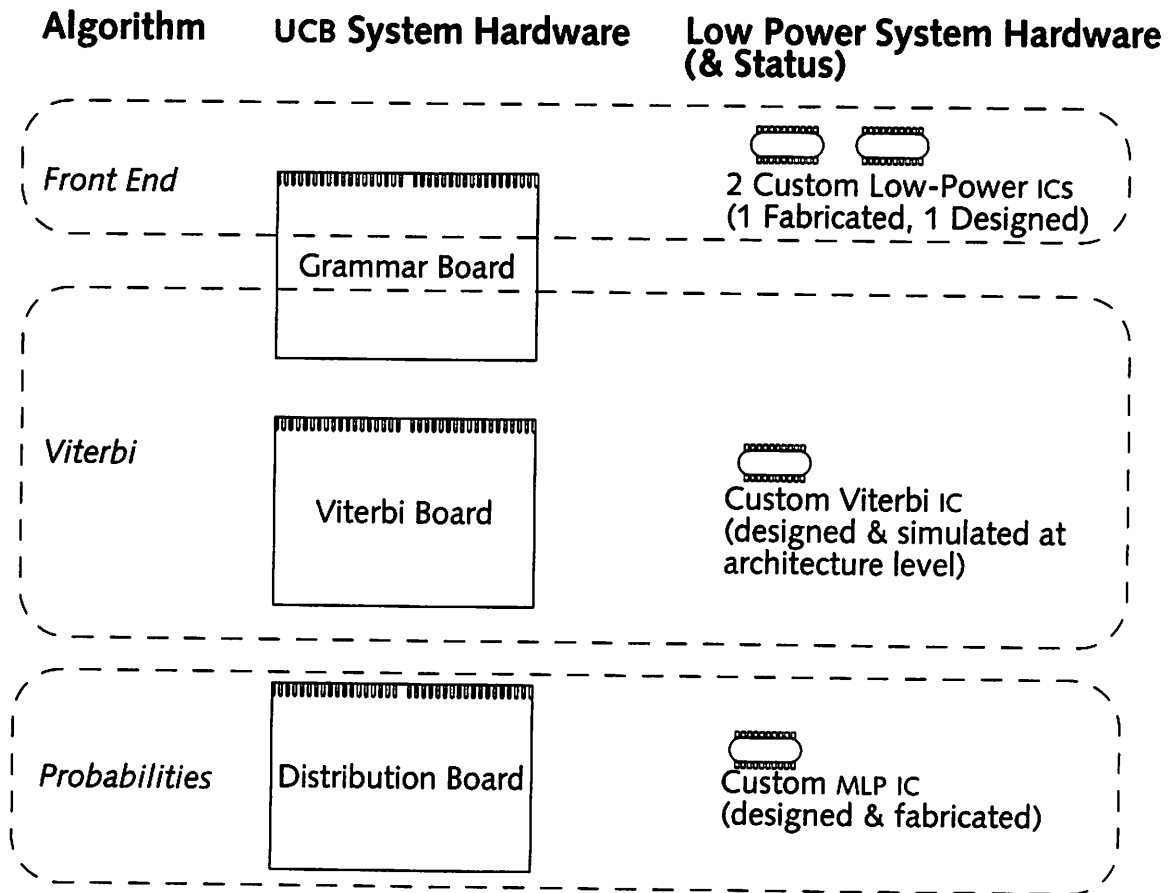 Algorithm
UCB System Hardware
Low Power System Hardware
(& Status)
Front End
Grammar Board
2 Custom Low-Power ICs
(1 Fabricated, 1 Designed)
Viterbi
Viterbi Board
Custom Viterbi IC
(designed & simulated at
architecture level)
Probabilities
Distribution Board
Custom MLP IC
(designed & fabricated)